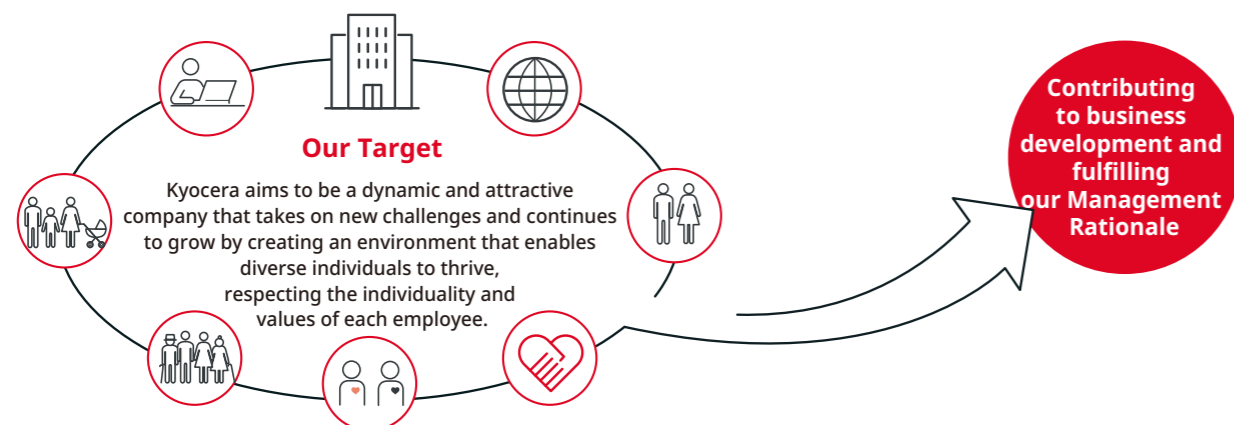 Our Target
Kyocera aims to be a dynamic and attractive
company that takes on new challenges and continues
to grow by creating an environment that enables
diverse individuals to thrive,
respecting the individuality and
values of each employee.
Contributing
to business
development and
fulfilling
our Management
Rationale